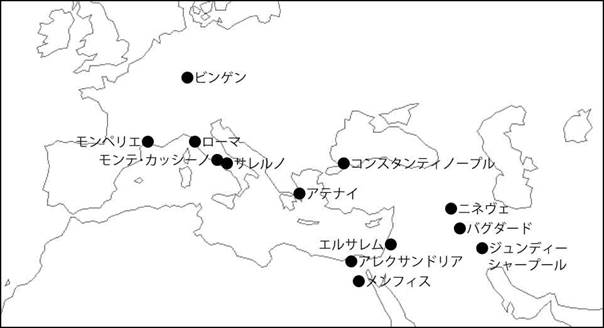 ビンゲン
モンペリエ
ローマ
モンテ・カッシーノ
サレルノ
コンスタンティノープル
アテナイ
ニネヴェ
バグダード
エルサレム
ジュンディー
シャープール
アレクサンドリア
メンフィス